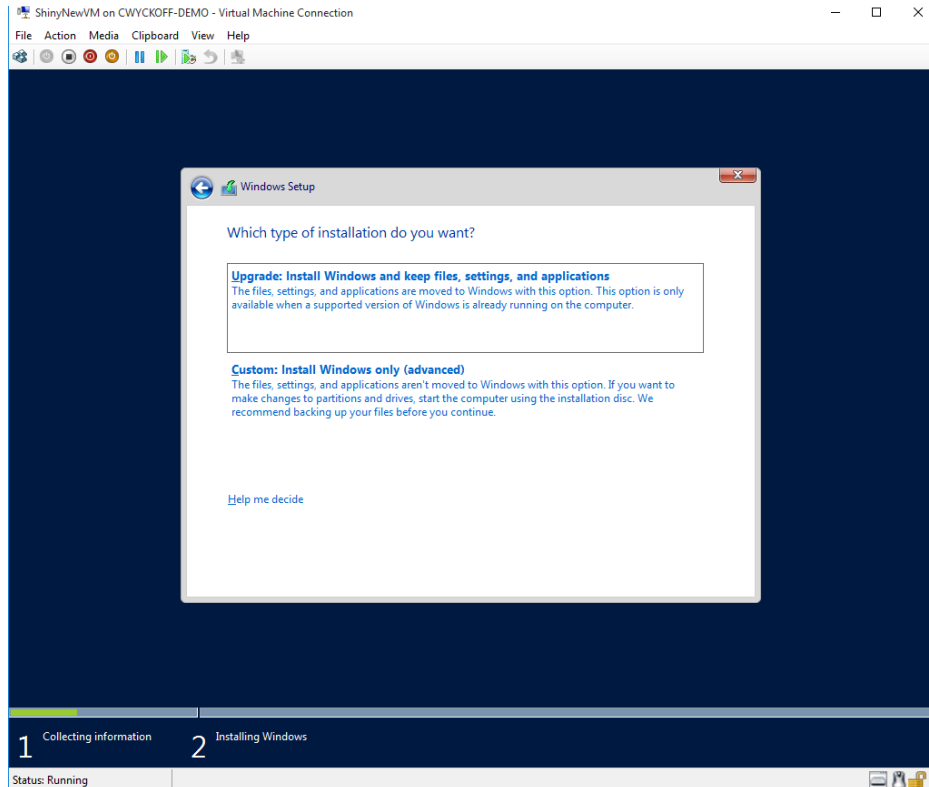 ShinyNewVM on CWYCKOFF-DEMO - Virtual Machine Connection
File Action Media Clipboard View Help
Windows Setup
Which type of installation do you want?
Upgrade: Install Windows and keep files, settings, and applications
The files, settings, and applications are moved to Windows with this option. This option is only
available when a supported version of Windows is already running on the computer.
Custom: Install Windows only (advanced)
The files, settings, and applications aren't moved to Windows with this option. If you want to
make changes to partitions and drives, start the computer using the installation disc. We
recommend backing up your files before you continue.
Help me decide
1 Collecting information 2 Installing Windows
Status: Running